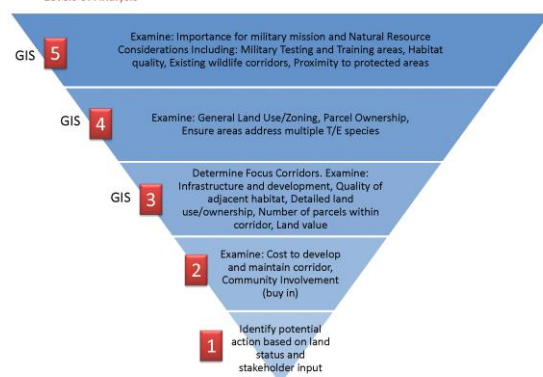 Levels of Analysis
Examine: Importance for military mission and Natural Resource
Considerations Including: Military Testing and Training areas, Habitat
quality, Existing wildlife corridors, Proximity to protected areas
GIS
5
Examine: General Land Use/Zoning, Parcel Ownership,
Ensure areas address multiple T/E species
GIS
4
Determine Focus Corridors. Examine:
Infrastructure and development, Quality of
adjacent habitat, Detailed land
use/ownership, Number of parcels within
corridor, Land value
GIS
3
Examine: Cost to develop
and maintain corridor,
Community Involvement
(buy in)
2
Identify potential
action based on land
status and
stakeholder input
1